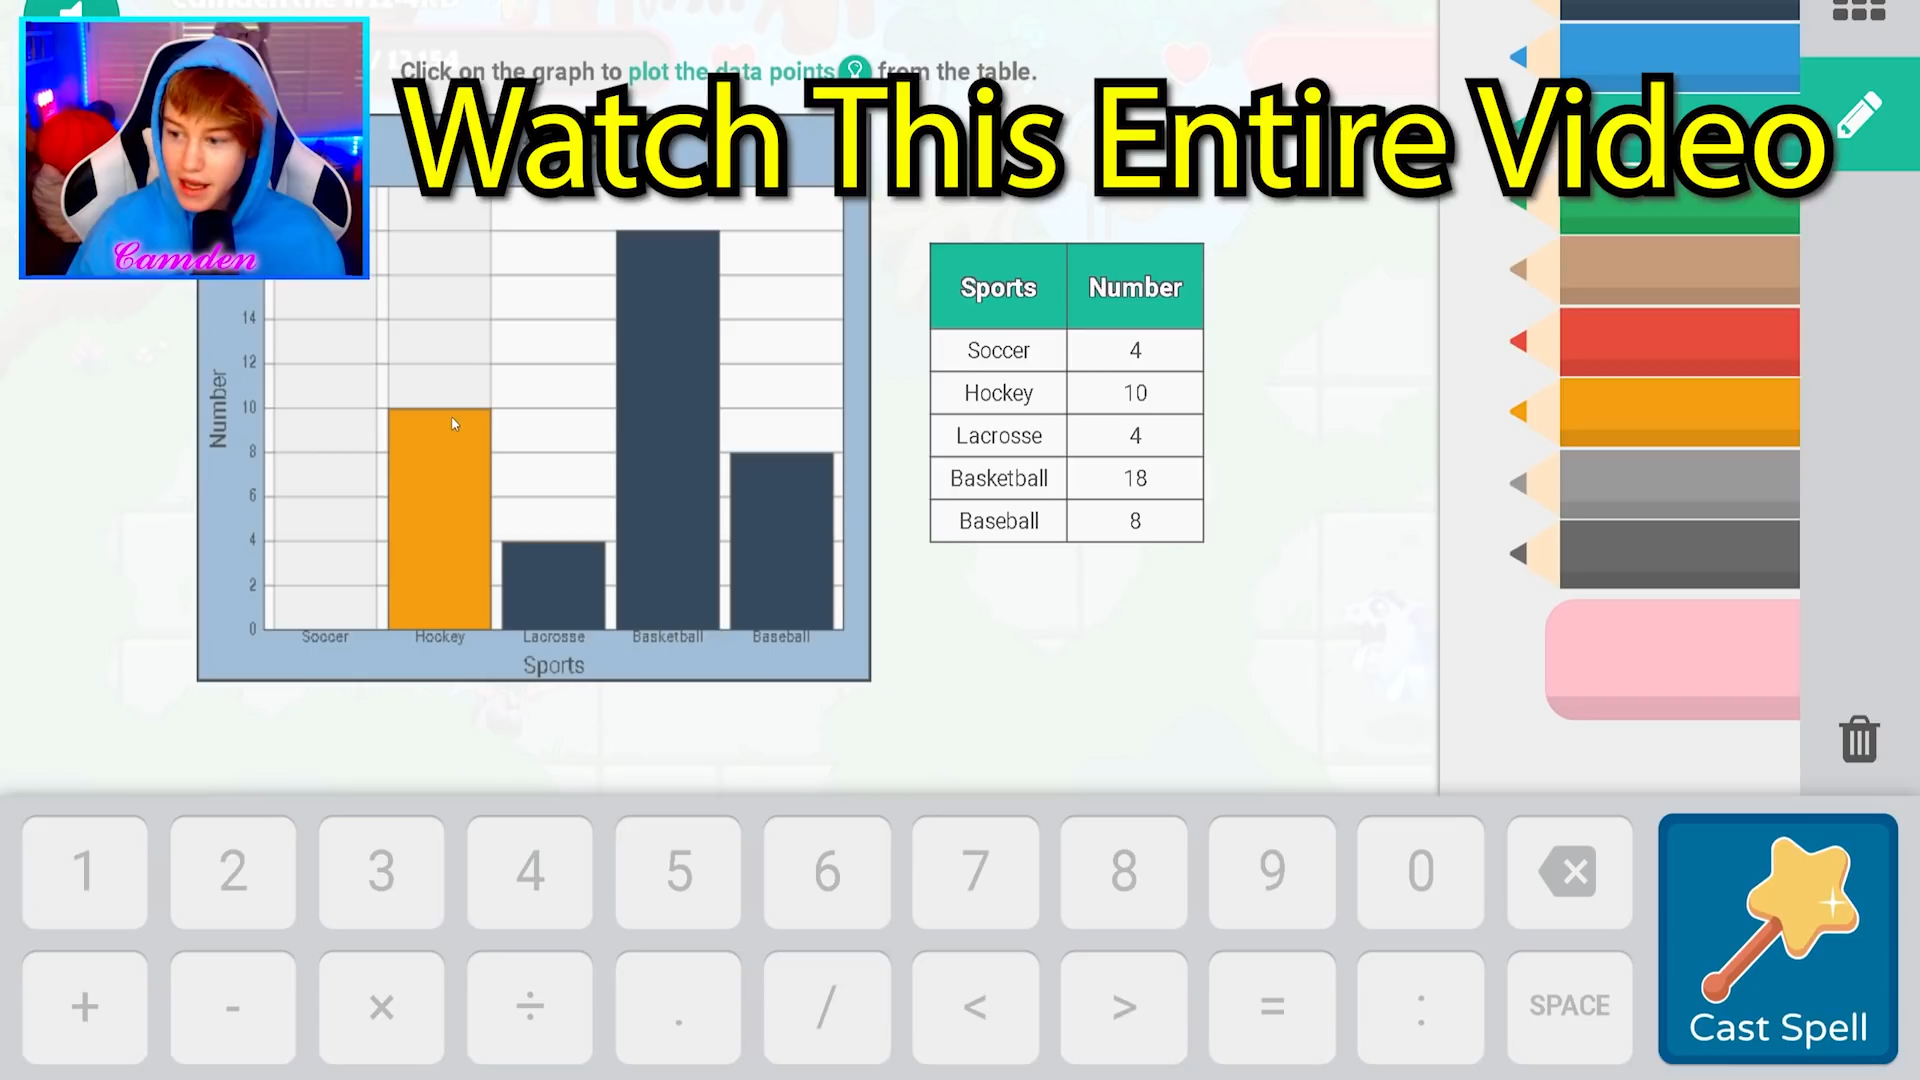 Click on the graph to plot the data points from the table.
Watch This Entire Video
Camden
Sports Number
Soccer 4
Hockey 10
Lacrosse 4
Basketball 18
Baseball 8
Number
14
12
10
8
6
4
2
0
Soccer Hockey Lacrosse Basketball Baseball
Sports
1 2 3 4 5 6 7 8 9 0
+ - × ÷ . / < > = : SPACE
Cast Spell